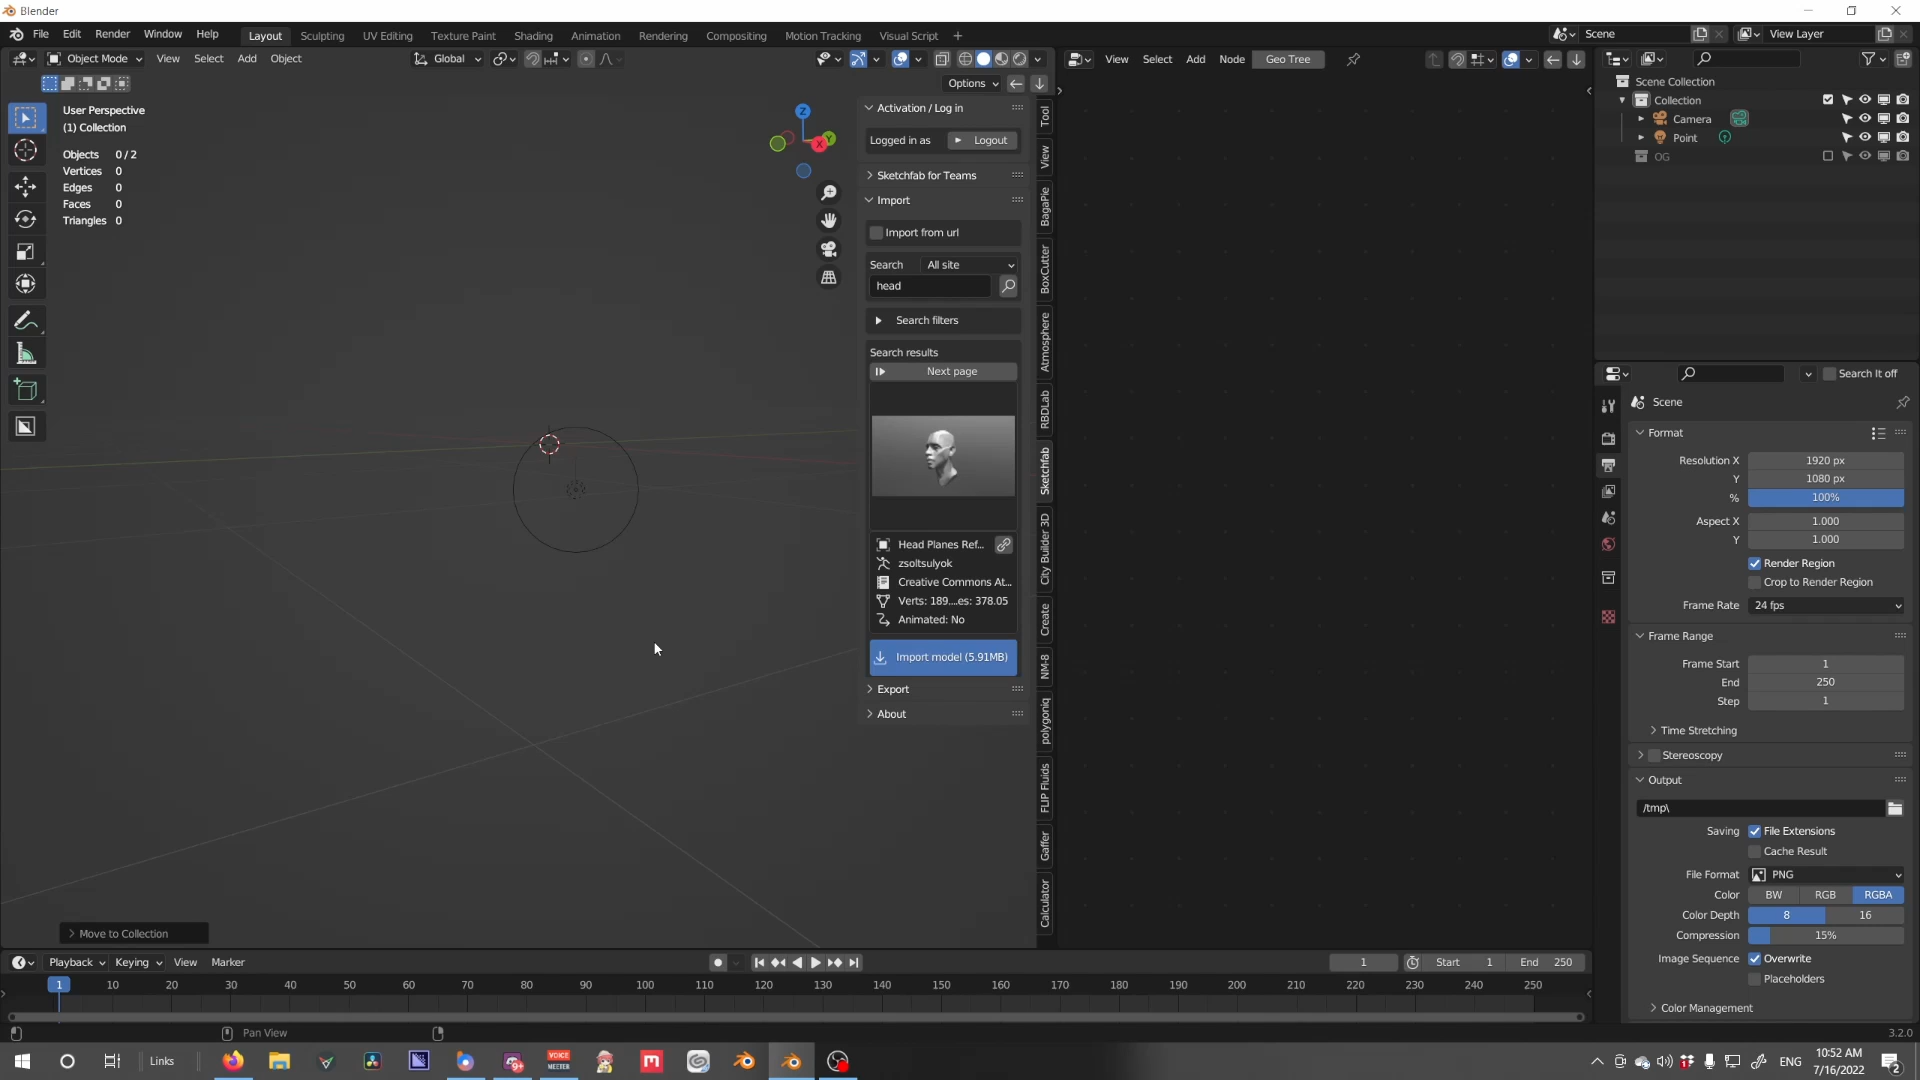 Blender
File Edit Render Window Help Layout Sculpting UV Editing Texture Paint Shading Animation Rendering Compositing Motion Tracking Visual Script + Scene View Layer
Object Mode View Select Add Object Global
Options
User Perspective
(1) Collection
Objects 0 / 2
Vertices 0
Edges 0
Faces 0
Triangles 0
Z
Y
X
Activation / Log in
Logged in as Logout
Sketchfab for Teams
Import
Import from url
Search All site
head
Search filters
Search results
Next page
Head Planes Ref...
zsoltsulyok
Creative Commons At...
Verts: 189....es: 378.05
Animated: No
Import model (5.91MB)
Export
About
Tool
View
BagaPie
BoxCutter
Atmosphere
RBDLab
Sketchfab
City Builder 3D
Create
NM-8
polygoniq
FLIP Fluids
Gaffer
Calculator
View Select Add Node Geo Tree
Scene Collection
Collection
Camera
Point
OG
Search It off
Scene
Format
Resolution X 1920 px
Y 1080 px
% 100%
Aspect X 1.000
Y 1.000
Render Region
Crop to Render Region
Frame Rate 24 fps
Frame Range
Frame Start 1
End 250
Step 1
Time Stretching
Stereoscopy
Output
/tmp\
Saving File Extensions
Cache Result
File Format PNG
Color BW RGB RGBA
Color Depth 8 16
Compression 15%
Image Sequence Overwrite
Placeholders
Color Management
Move to Collection
Playback Keying View Marker 1 Start 1 End 250
1 10 20 30 40 50 60 70 80 90 100 110 120 130 140 150 160 170 180 190 200 210 220 230 240 250
Pan View
3.2.0
Links
VOICE
MEETER
9+
ENG
10:52 AM
7/16/2022
2